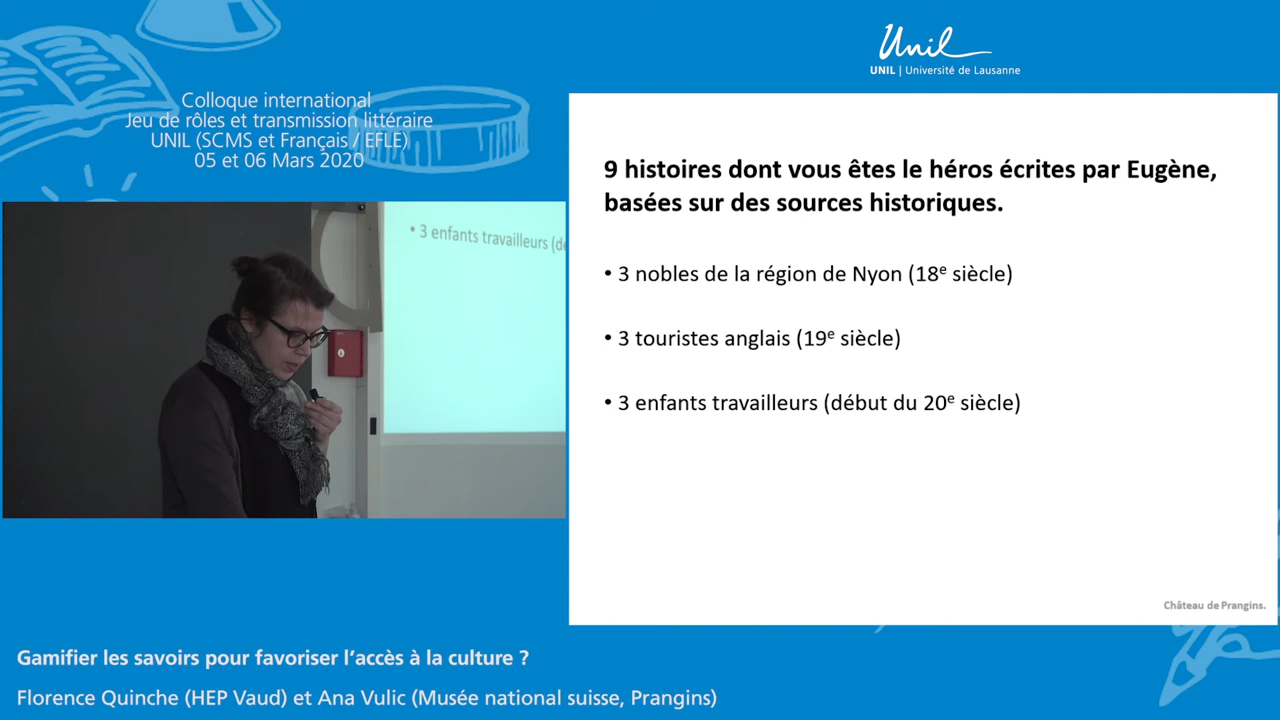 Unil
UNIL | Université de Lausanne
Colloque international
Jeu de rôles et transmission littéraire
UNIL (SCMS et Français / EFLE)
05 et 06 Mars 2020
• 3 enfants travailleurs (dé
9 histoires dont vous êtes le héros écrites par Eugène,
basées sur des sources historiques.
• 3 nobles de la région de Nyon (18e siècle)
• 3 touristes anglais (19e siècle)
• 3 enfants travailleurs (début du 20e siècle)
Château de Prangins.
Gamifier les savoirs pour favoriser l’accès à la culture ?
Florence Quinche (HEP Vaud) et Ana Vulic (Musée national suisse, Prangins)